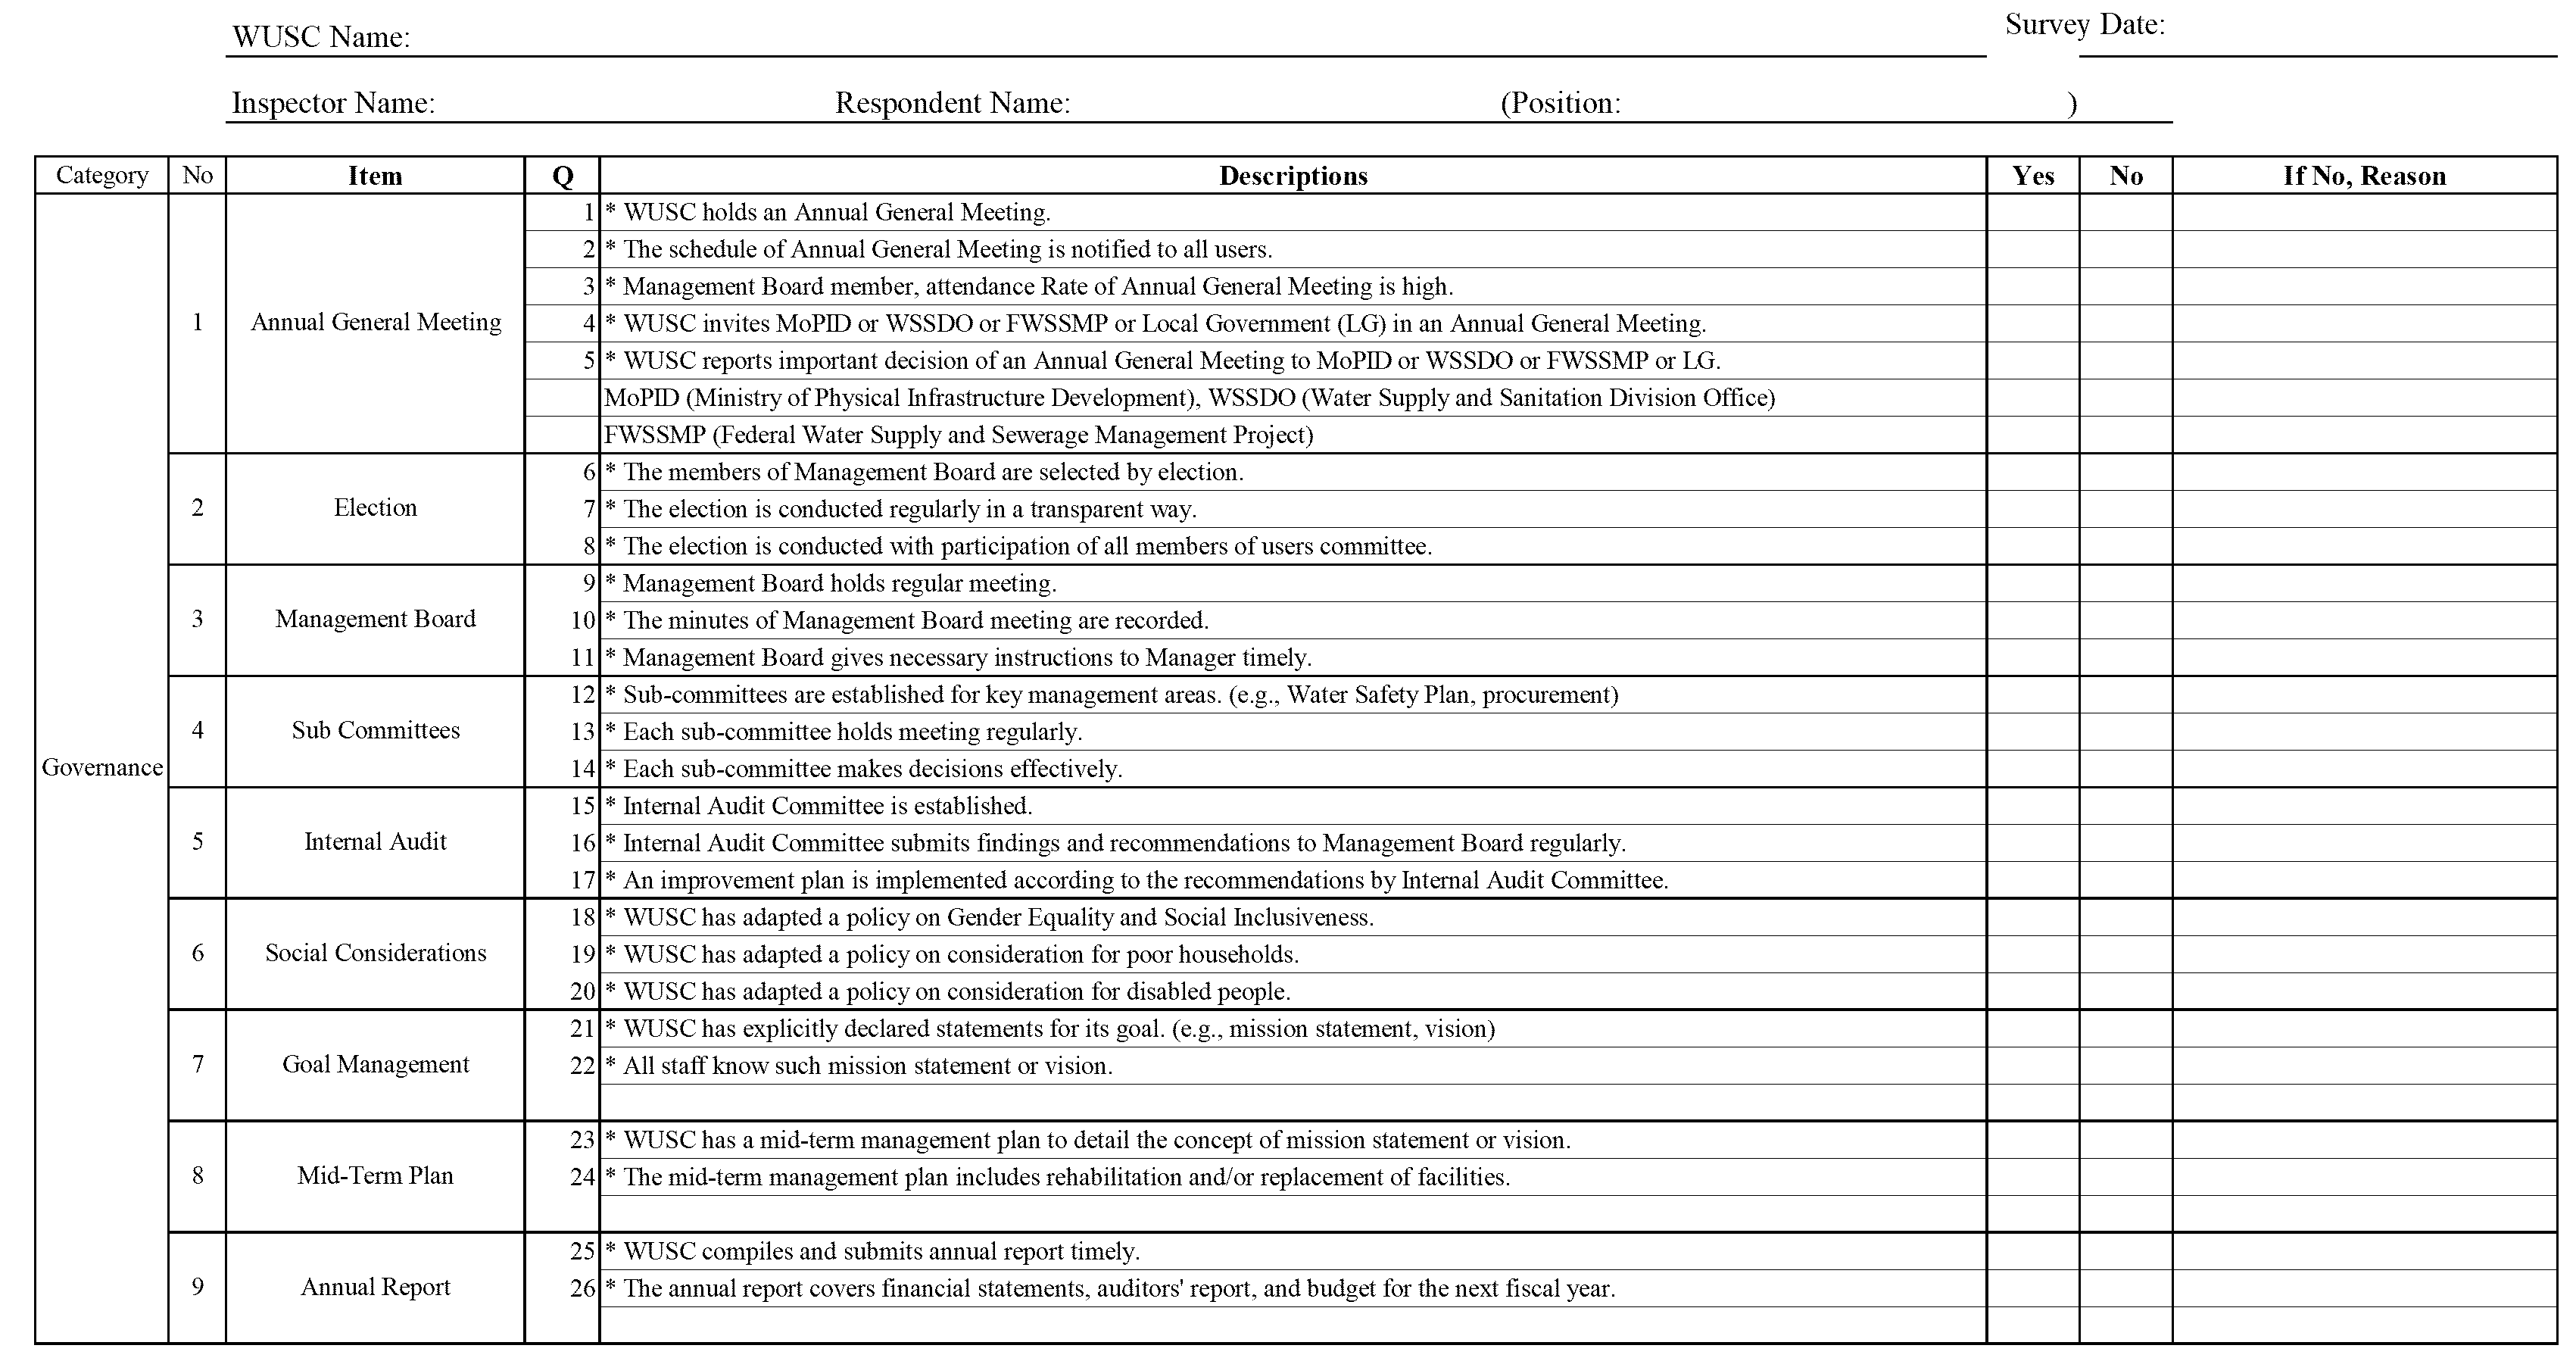 WUSC Name: Survey Date:
Inspector Name: Respondent Name: (Position: )
Category No Item Q Descriptions Yes No If No, Reason
Governance
1 Annual General Meeting
1 * WUSC holds an Annual General Meeting.
2 * The schedule of Annual General Meeting is notified to all users.
3 * Management Board member, attendance Rate of Annual General Meeting is high.
4 * WUSC invites MoPID or WSSDO or FWSSMP or Local Government (LG) in an Annual General Meeting.
5 * WUSC reports important decision of an Annual General Meeting to MoPID or WSSDO or FWSSMP or LG.
MoPID (Ministry of Physical Infrastructure Development), WSSDO (Water Supply and Sanitation Division Office)
FWSSMP (Federal Water Supply and Sewerage Management Project)
2 Election
6 * The members of Management Board are selected by election.
7 * The election is conducted regularly in a transparent way.
8 * The election is conducted with participation of all members of users committee.
3 Management Board
9 * Management Board holds regular meeting.
10 * The minutes of Management Board meeting are recorded.
11 * Management Board gives necessary instructions to Manager timely.
4 Sub Committees
12 * Sub-committees are established for key management areas. (e.g., Water Safety Plan, procurement)
13 * Each sub-committee holds meeting regularly.
14 * Each sub-committee makes decisions effectively.
5 Internal Audit
15 * Internal Audit Committee is established.
16 * Internal Audit Committee submits findings and recommendations to Management Board regularly.
17 * An improvement plan is implemented according to the recommendations by Internal Audit Committee.
6 Social Considerations
18 * WUSC has adapted a policy on Gender Equality and Social Inclusiveness.
19 * WUSC has adapted a policy on consideration for poor households.
20 * WUSC has adapted a policy on consideration for disabled people.
7 Goal Management
21 * WUSC has explicitly declared statements for its goal. (e.g., mission statement, vision)
22 * All staff know such mission statement or vision.
8 Mid-Term Plan
23 * WUSC has a mid-term management plan to detail the concept of mission statement or vision.
24 * The mid-term management plan includes rehabilitation and/or replacement of facilities.
9 Annual Report
25 * WUSC compiles and submits annual report timely.
26 * The annual report covers financial statements, auditors' report, and budget for the next fiscal year.